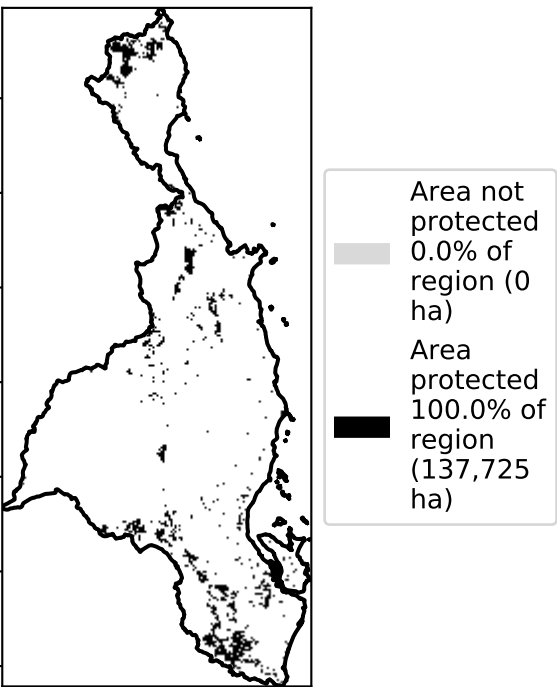 Area not
protected
0.0% of
region (0
ha)
Area
protected
100.0% of
region
(137,725
ha)